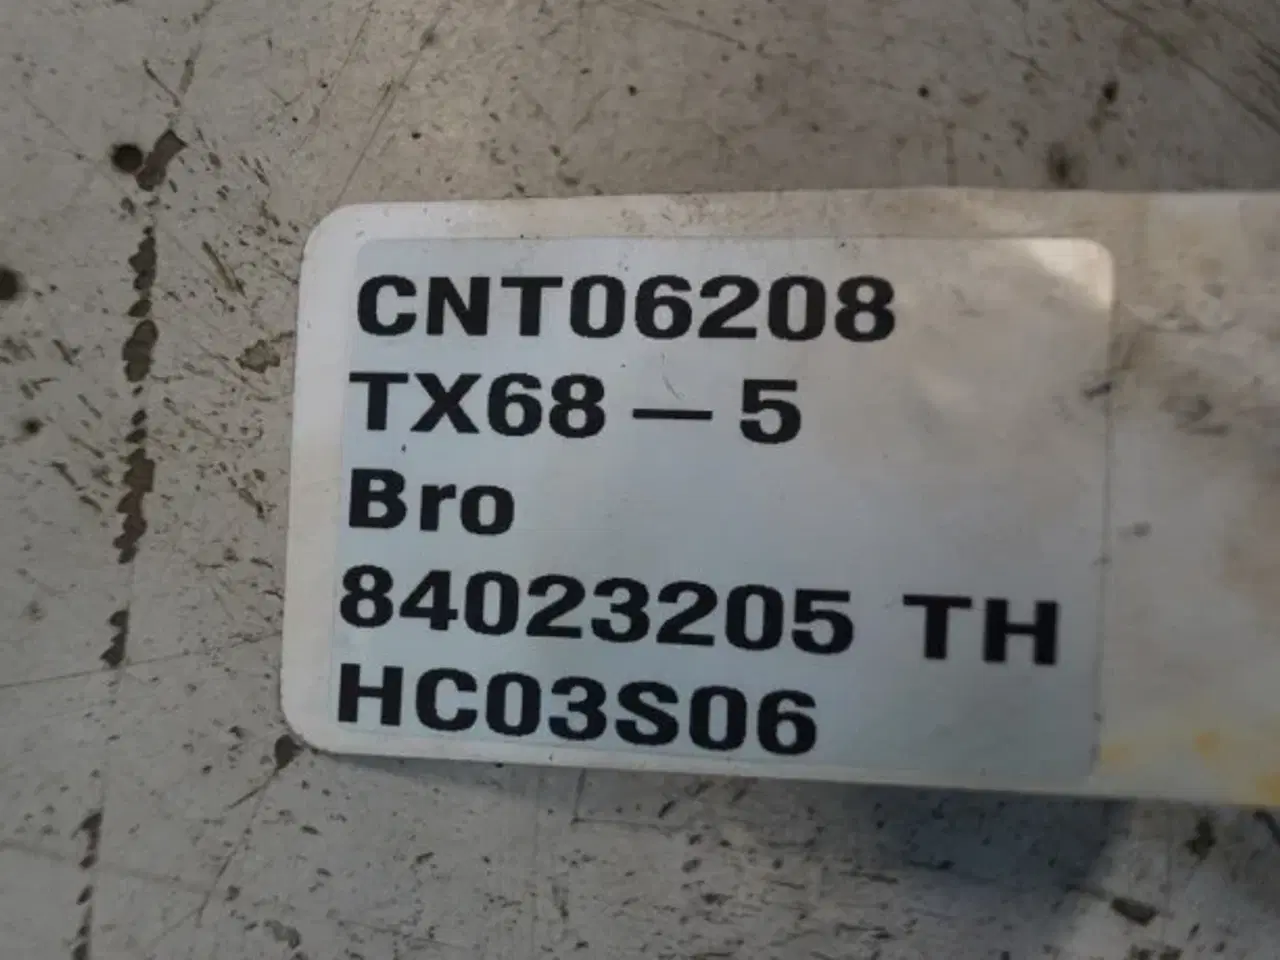 CNT06208
TX68 – 5
Bro
84023205 TH
HC03S06